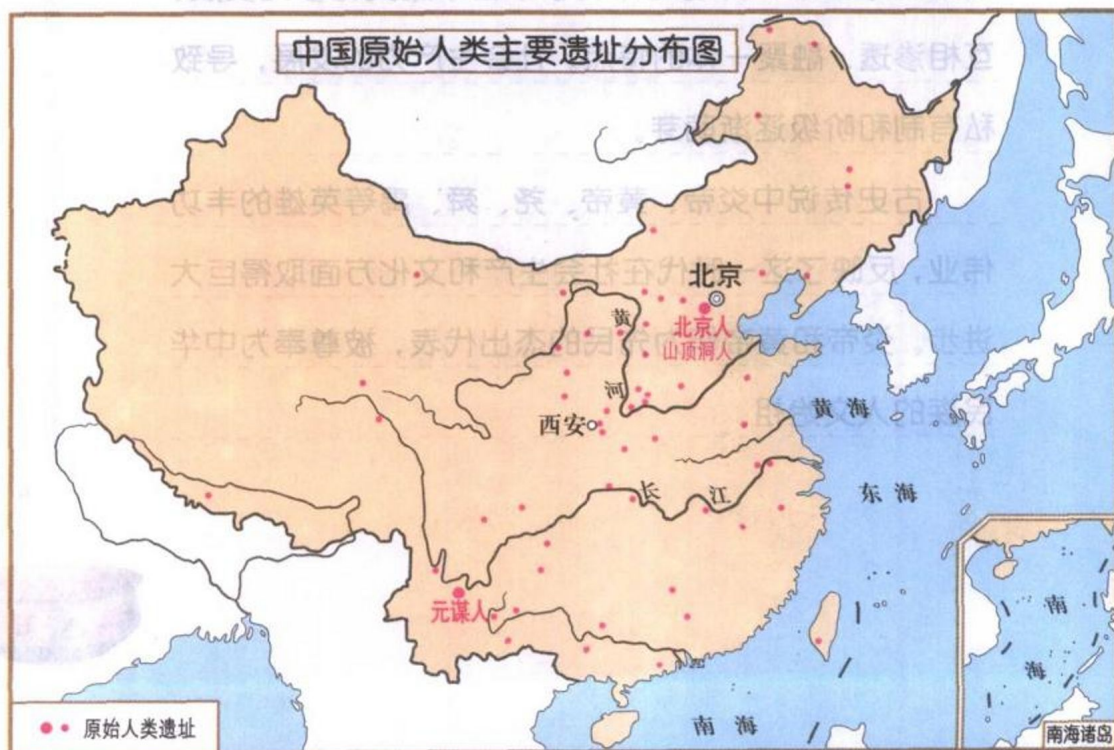 中国原始人类主要遗址分布图
北京
北京人
山顶洞人
黄
河
西安
黄海
长江
东海
元谋人
南海
南
海
南海诸岛
原始人类遗址